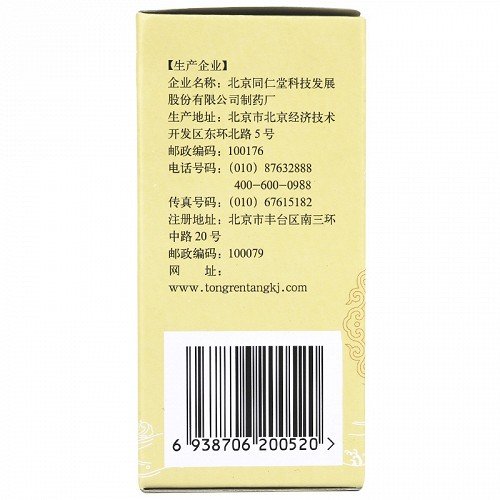 【生产企业】
企业名称：北京同仁堂科技发展
股份有限公司制药厂
生产地址：北京市北京经济技术
开发区东环北路5号
邮政编码：100176
电话号码：（010）87632888
400-600-0988
传真号码：（010）67615182
注册地址：北京市丰台区南三环
中路20号
邮政编码：100079
网　　址：
www.tongrentangkj.com
6 938706 200520 >